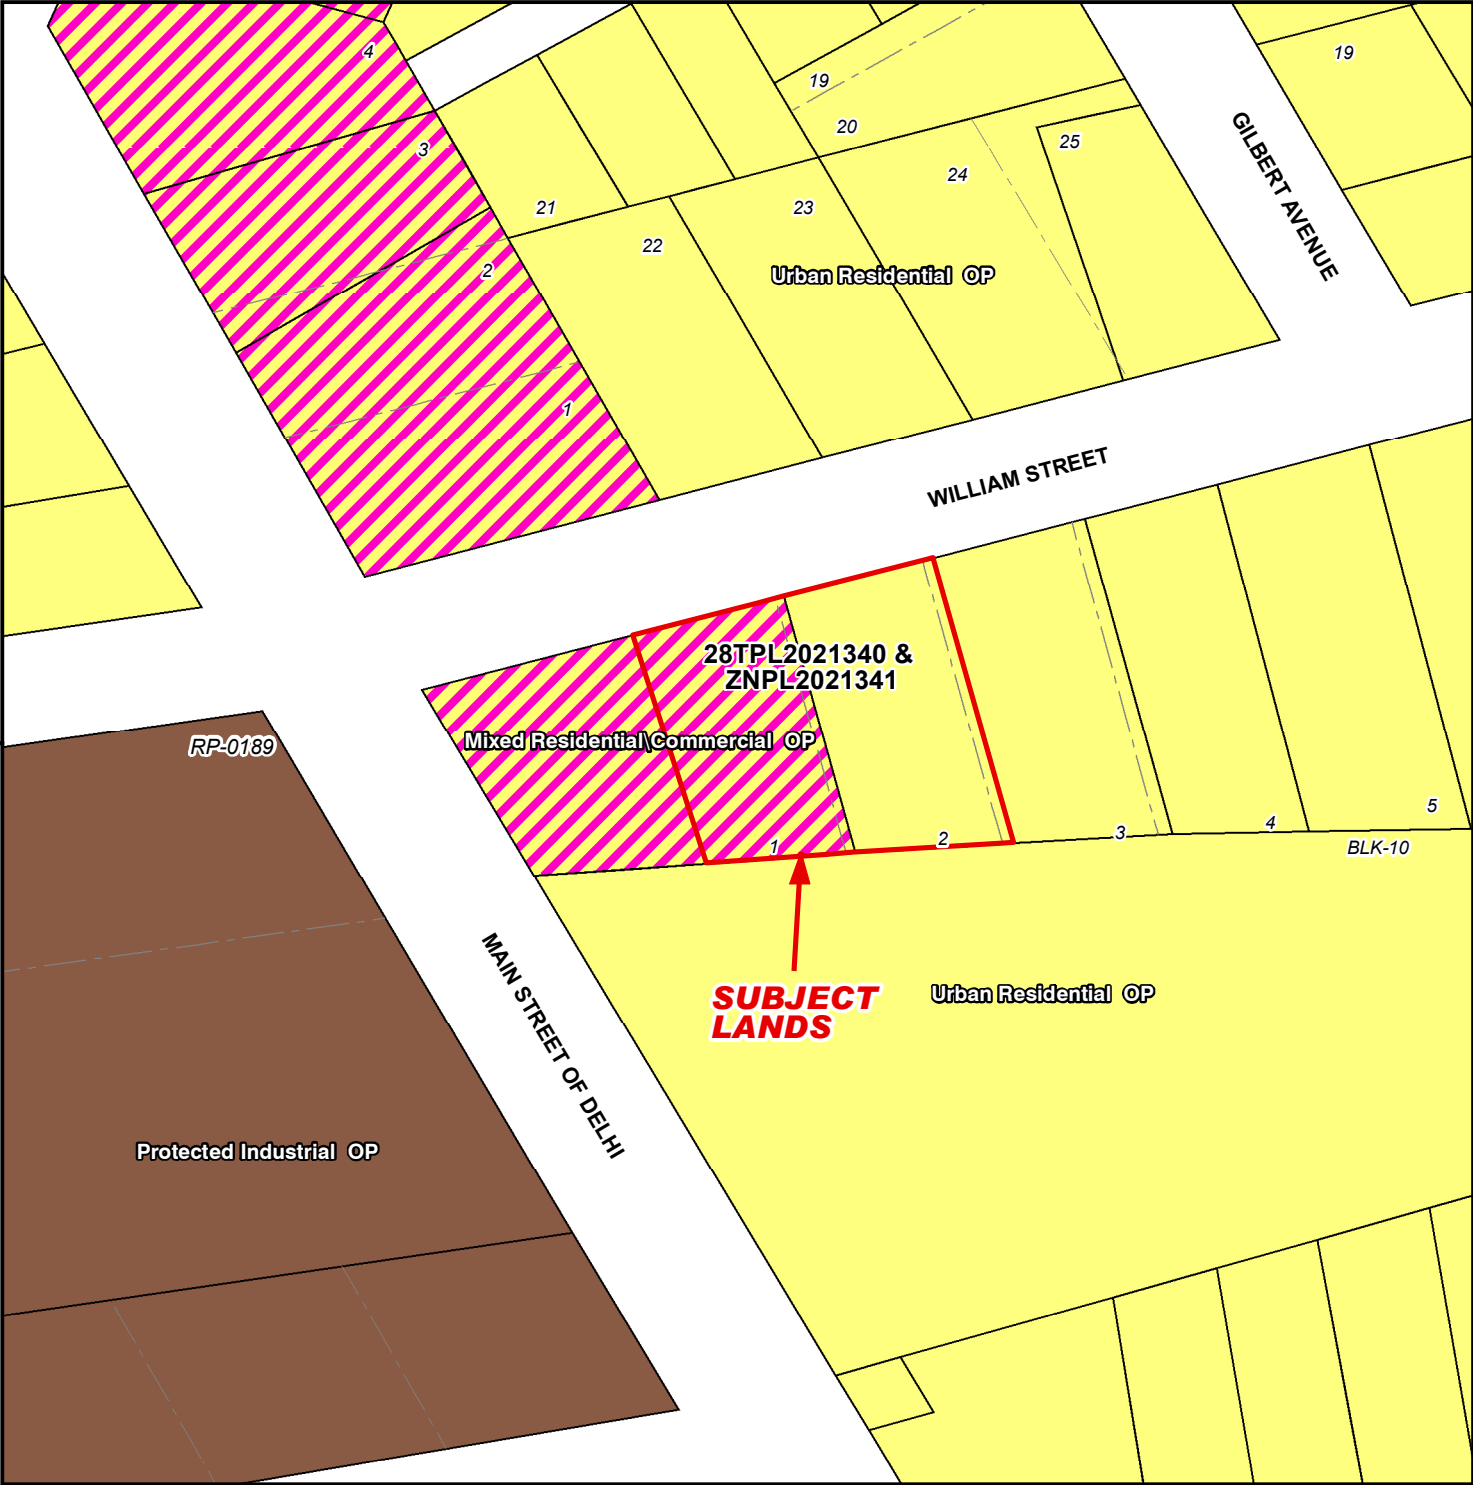 4
19
19
GILBERT AVENUE
20
25
3
24
21
23
22
2
Urban Residential OP
1
WILLIAM STREET
28TPL2021340 &
ZNPL2021341
RP-0189
Mixed Residential\Commercial OP
1
2
3
4
5
BLK-10
MAIN STREET OF DELHI
SUBJECT
LANDS
Urban Residential OP
Protected Industrial OP